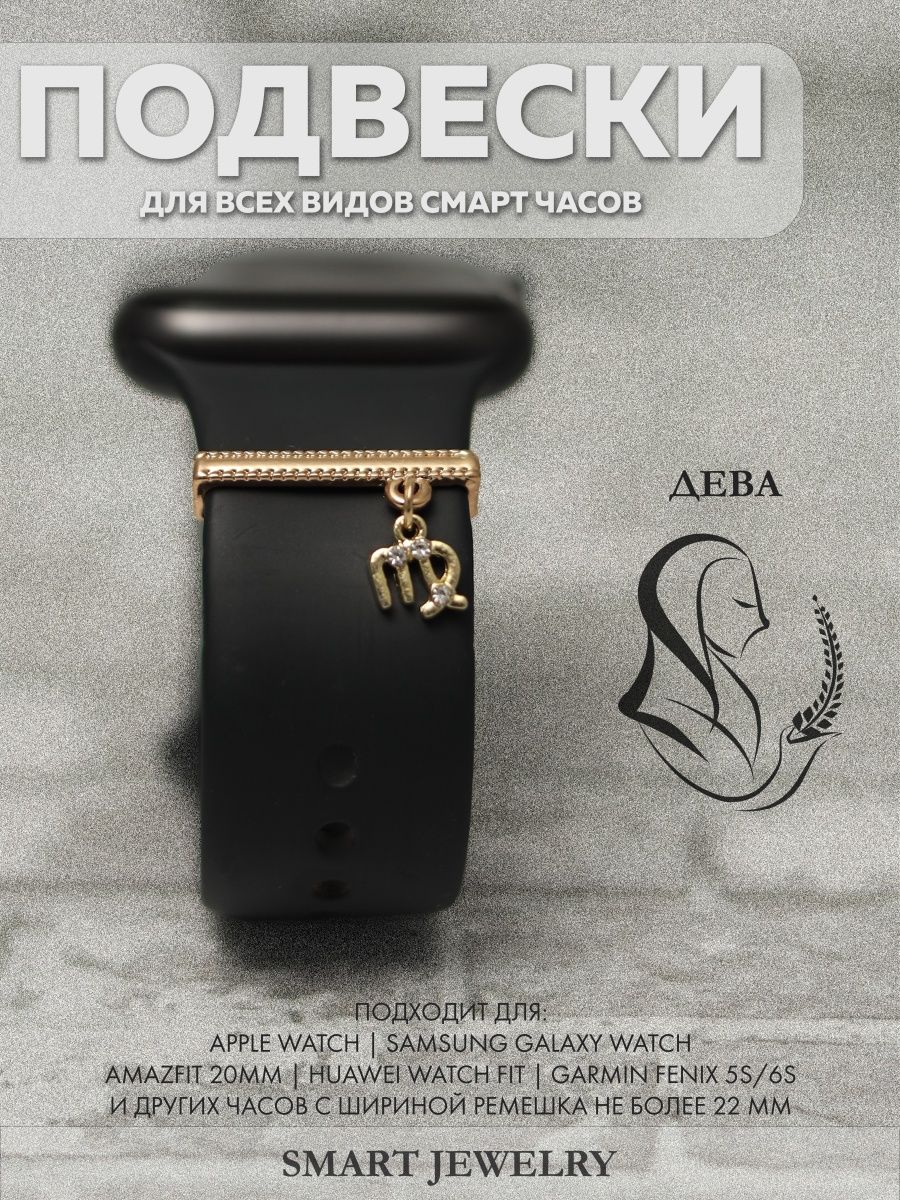 ПОДВЕСКИ
ДЛЯ ВСЕХ ВИДОВ СМАРТ ЧАСОВ
ДЕВА
ПОДХОДИТ ДЛЯ:
APPLE WATCH | SAMSUNG GALAXY WATCH
AMAZFIT 20MM | HUAWEI WATCH FIT | GARMIN FENIX 5S/6S
И ДРУГИХ ЧАСОВ С ШИРИНОЙ РЕМЕШКА НЕ БОЛЕЕ 22 ММ
SMART JEWELRY